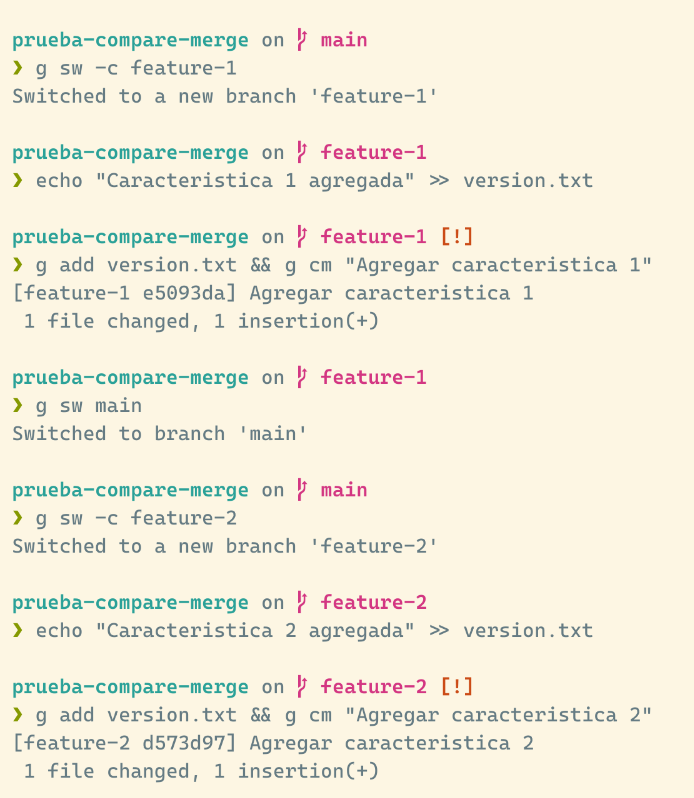 prueba-compare-merge on main
❯ g sw -c feature-1
Switched to a new branch 'feature-1'
prueba-compare-merge on feature-1
❯ echo "Caracteristica 1 agregada" >> version.txt
prueba-compare-merge on feature-1 [!]
❯ g add version.txt && g cm "Agregar caracteristica 1"
[feature-1 e5093da] Agregar caracteristica 1
1 file changed, 1 insertion(+)
prueba-compare-merge on feature-1
❯ g sw main
Switched to branch 'main'
prueba-compare-merge on main
❯ g sw -c feature-2
Switched to a new branch 'feature-2'
prueba-compare-merge on feature-2
❯ echo "Caracteristica 2 agregada" >> version.txt
prueba-compare-merge on feature-2 [!]
❯ g add version.txt && g cm "Agregar caracteristica 2"
[feature-2 d573d97] Agregar caracteristica 2
1 file changed, 1 insertion(+)